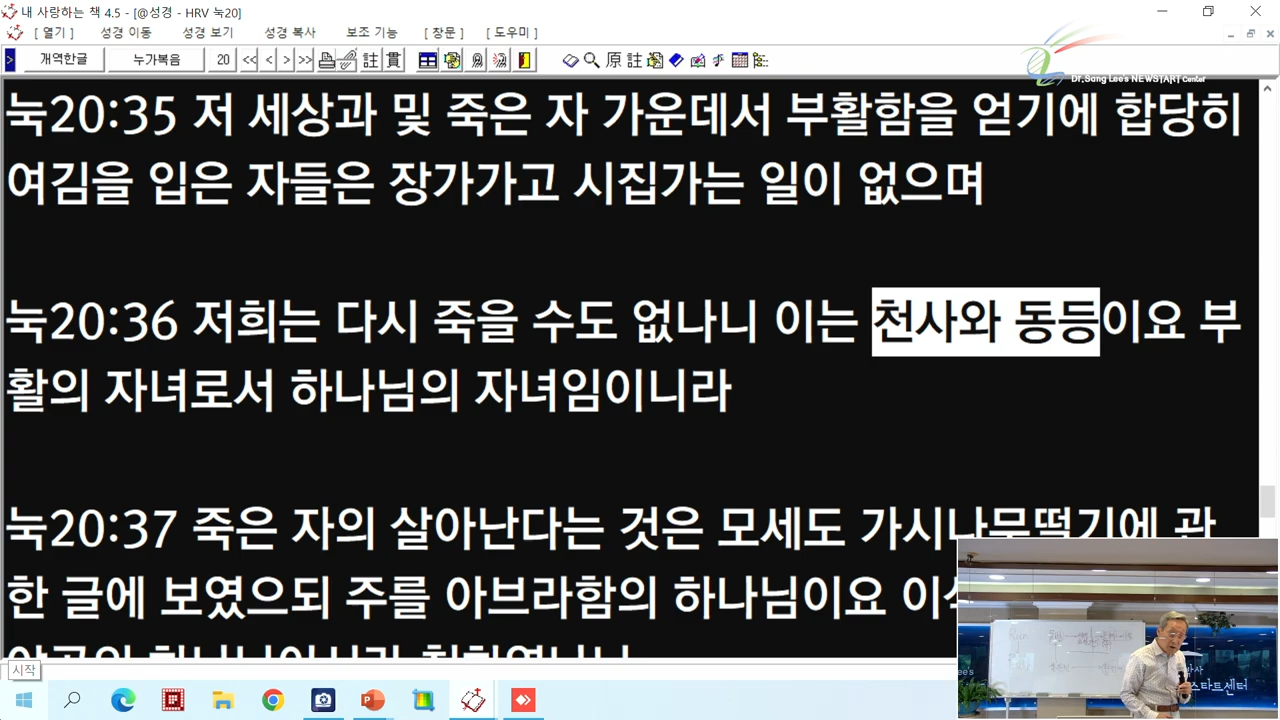 내 사랑하는 책 4.5 - [@성경 - HRV 눅20]
[ 열기 ] 성경 이동 성경 보기 성경 복사 보조 기능 [ 창문 ] [ 도우미 ]
> 개역한글 누가복음 20 << < > >> 註 貫 原 註
Dr.Sang Lee's NEWSTART Center
눅20:35 저 세상과 및 죽은 자 가운데서 부활함을 얻기에 합당히
여김을 입은 자들은 장가가고 시집가는 일이 없으며
눅20:36 저희는 다시 죽을 수도 없나니 이는 천사와 동등이요 부
활의 자녀로서 하나님의 자녀임이니라
눅20:37 죽은 자의 살아난다는 것은 모세도 가시나무떨기에 관
한 글에 보였으되 주를 아브라함의 하나님이요
시작
스타트센터